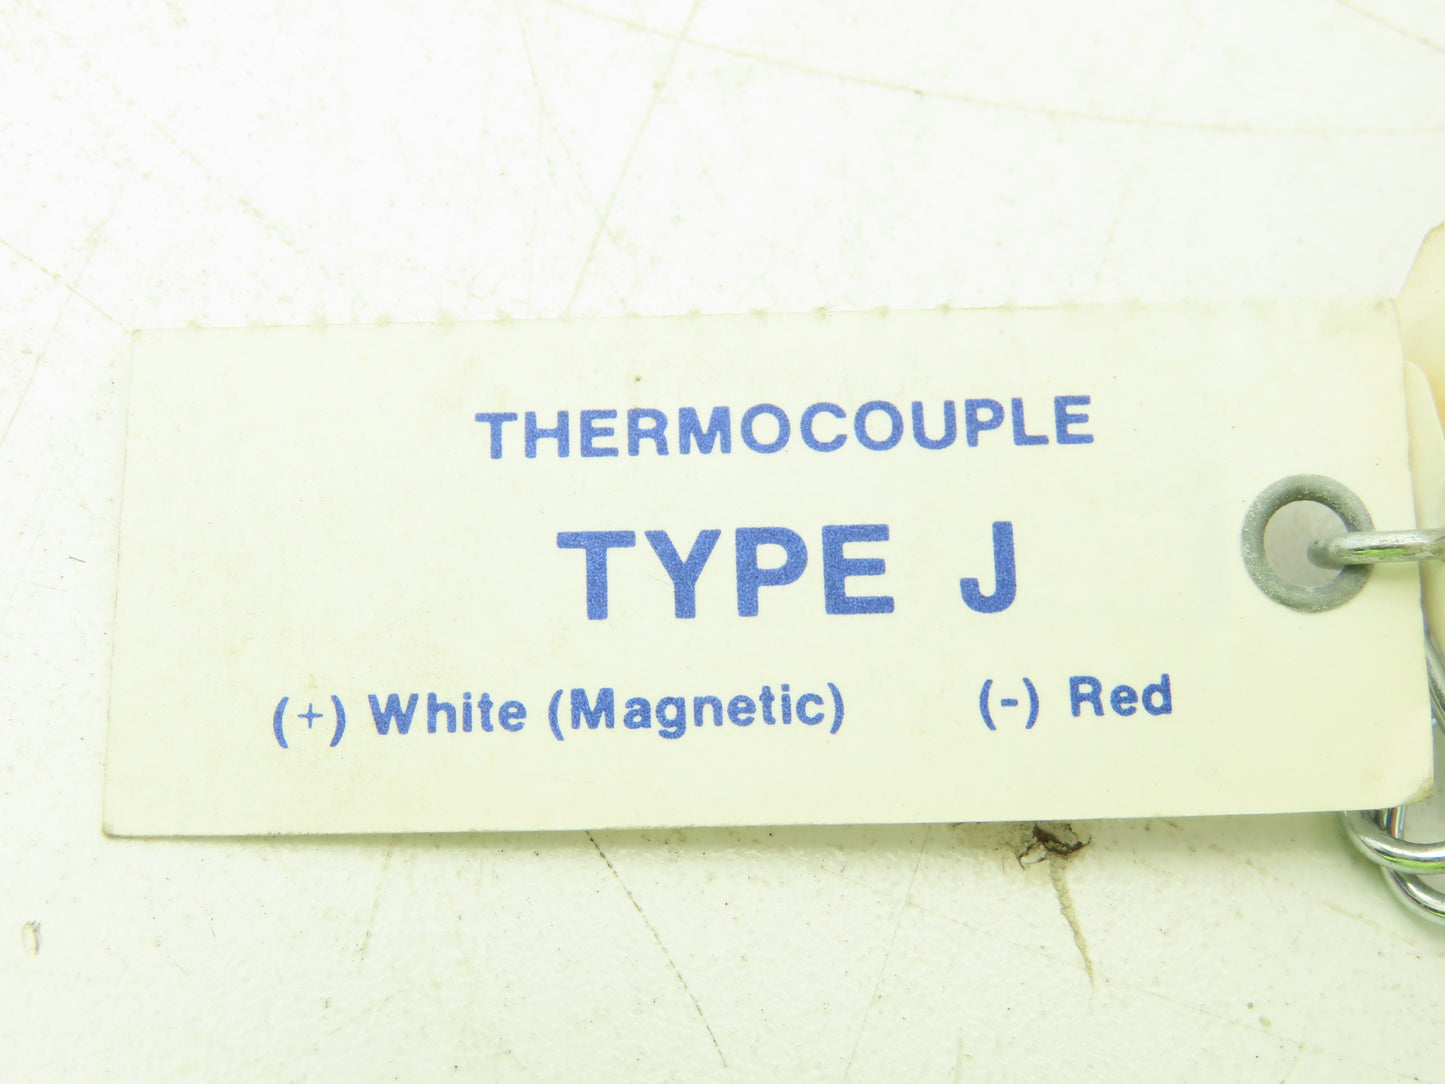 THERMOCOUPLE
TYPE J
(+) White (Magnetic) (-) Red